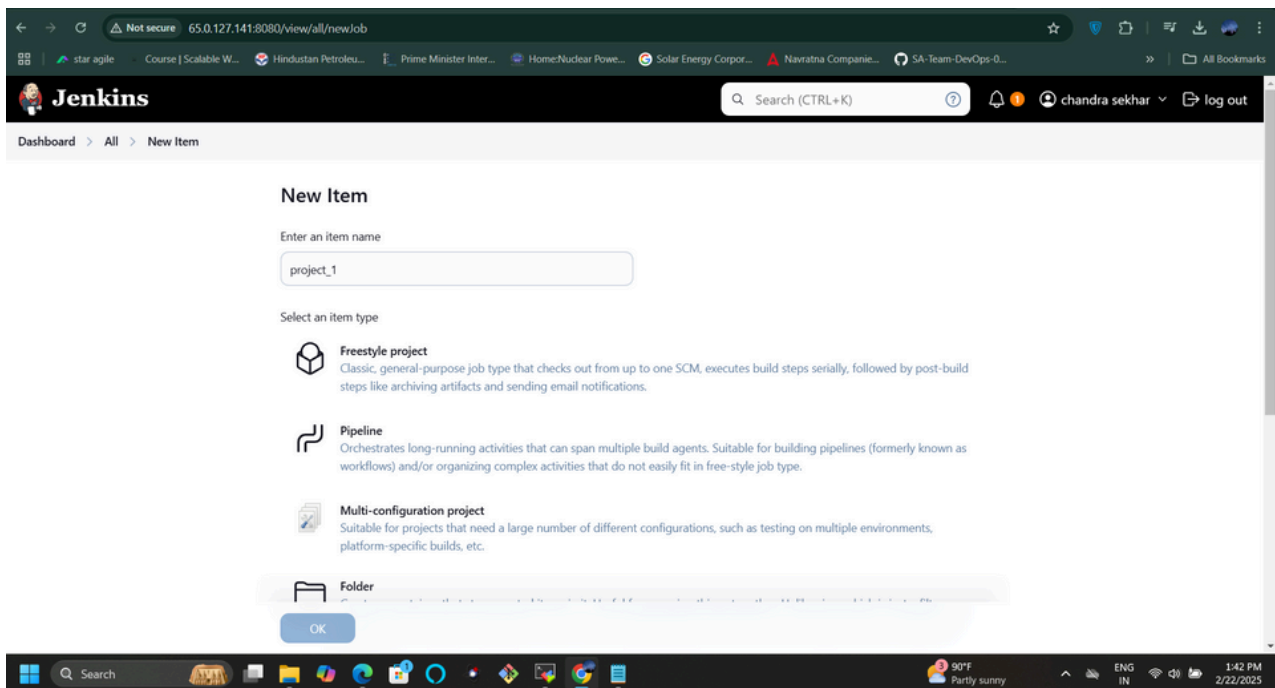 Not secure 65.0.127.141:8080/view/all/newJob
star agile Course | Scalable W... Hindustan Petroleu... Prime Minister Inter... Home:Nuclear Powe... Solar Energy Corpor... Navratna Companie... SA-Team-DevOps-0... » All Bookmarks
Jenkins Search (CTRL+K) ? 1 chandra sekhar log out
Dashboard > All > New Item
New Item
Enter an item name
project_1
Select an item type
Freestyle project
Classic, general-purpose job type that checks out from up to one SCM, executes build steps serially, followed by post-build
steps like archiving artifacts and sending email notifications.
Pipeline
Orchestrates long-running activities that can span multiple build agents. Suitable for building pipelines (formerly known as
workflows) and/or organizing complex activities that do not easily fit in free-style job type.
Multi-configuration project
Suitable for projects that need a large number of different configurations, such as testing on multiple environments,
platform-specific builds, etc.
Folder
OK
Search 3 90°F ENG 1:42 PM
Partly sunny IN 2/22/2025